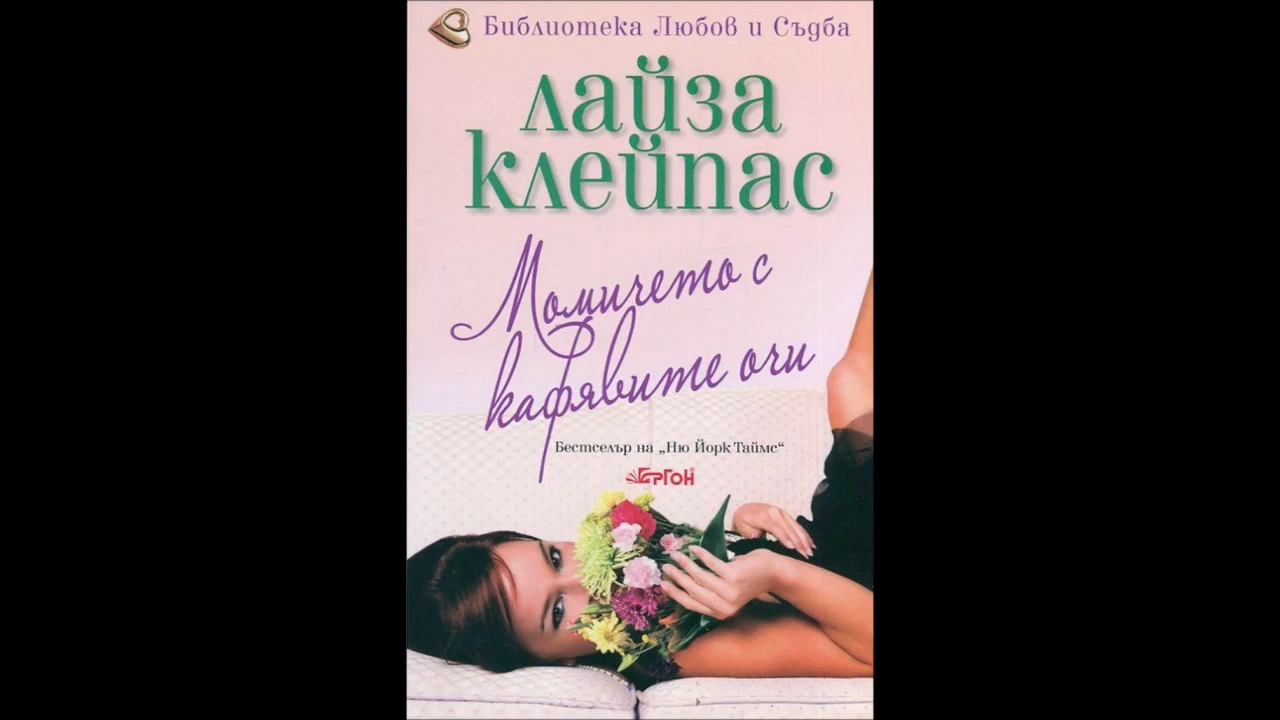 Библиотека Любов и Съдба
лайза
клейпас
Момичето с
кафявите очи
Бестселър на „Ню Йорк Таймс“
ЕРГОН